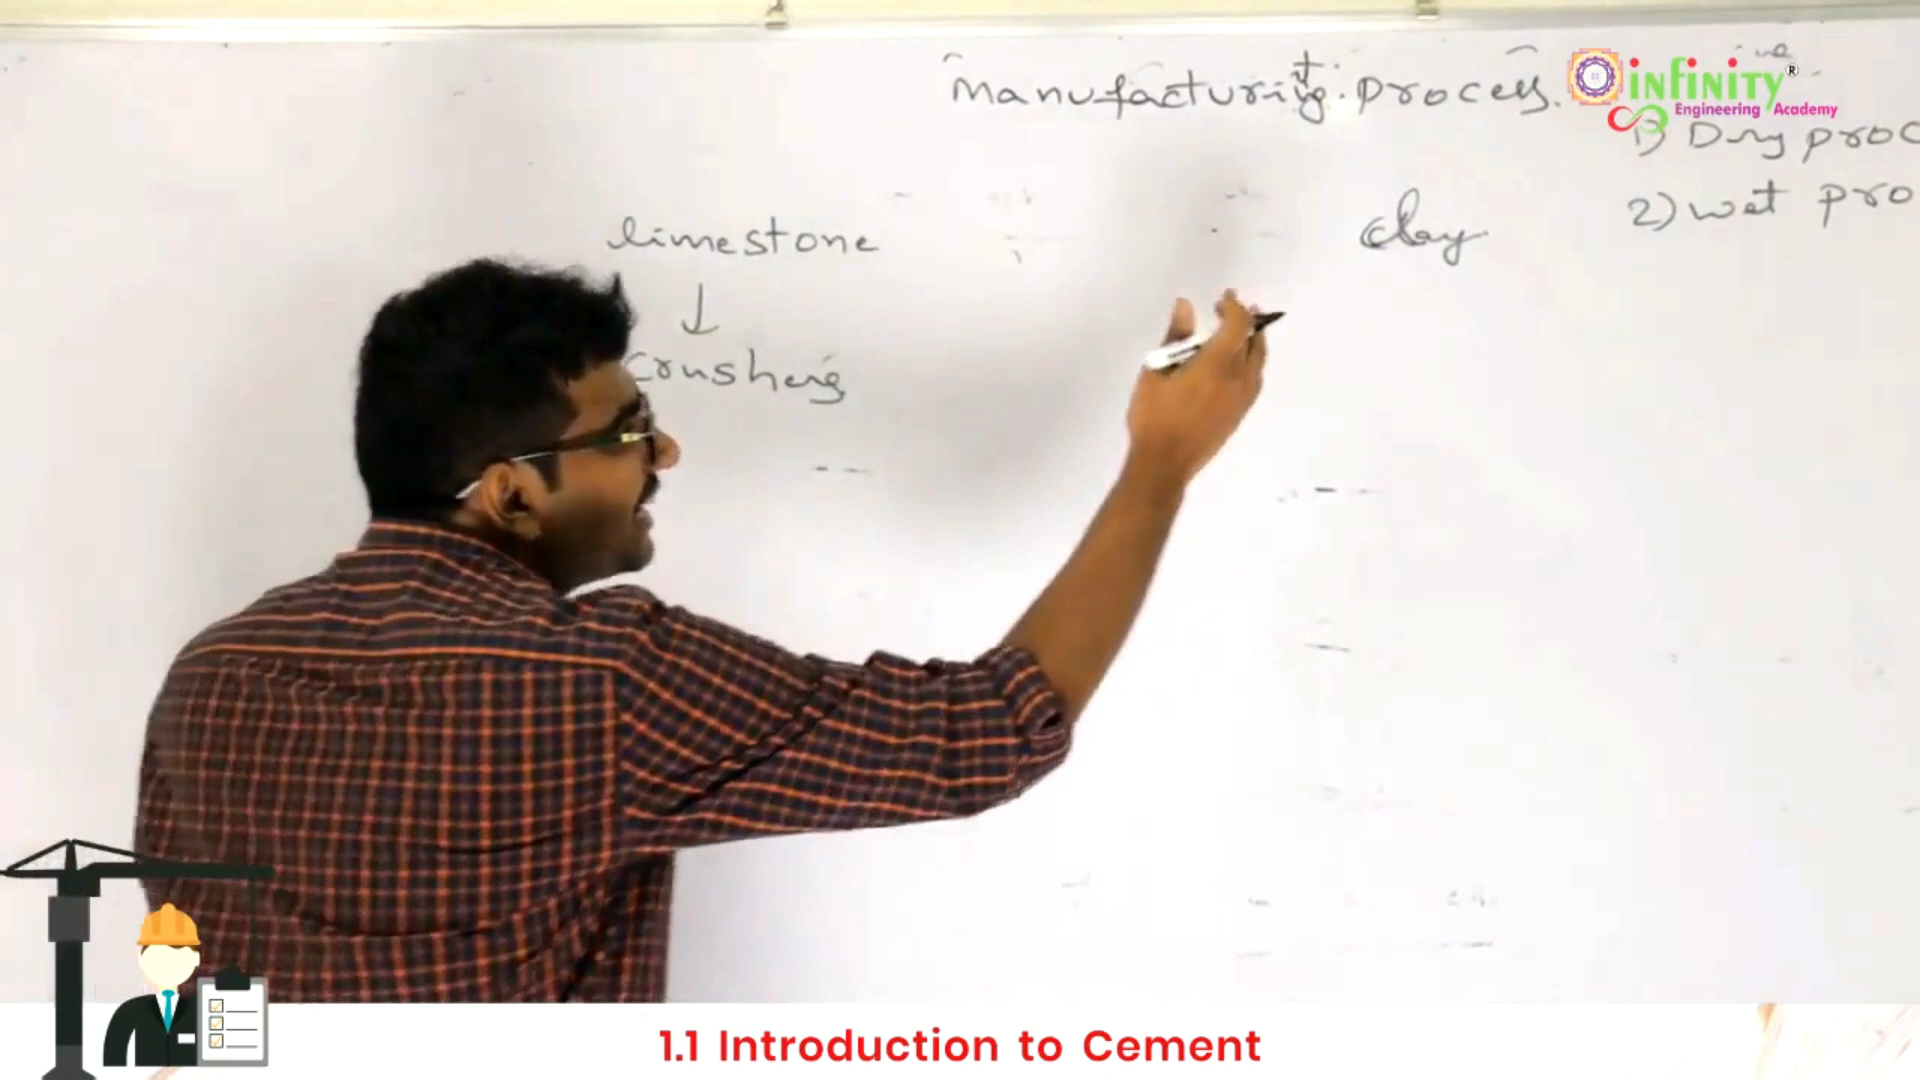 manufacturing process.
infinity®
Engineering Academy
1) Dry proc
2) wet pro
limestone
clay
↓
crushing
1.1 Introduction to Cement